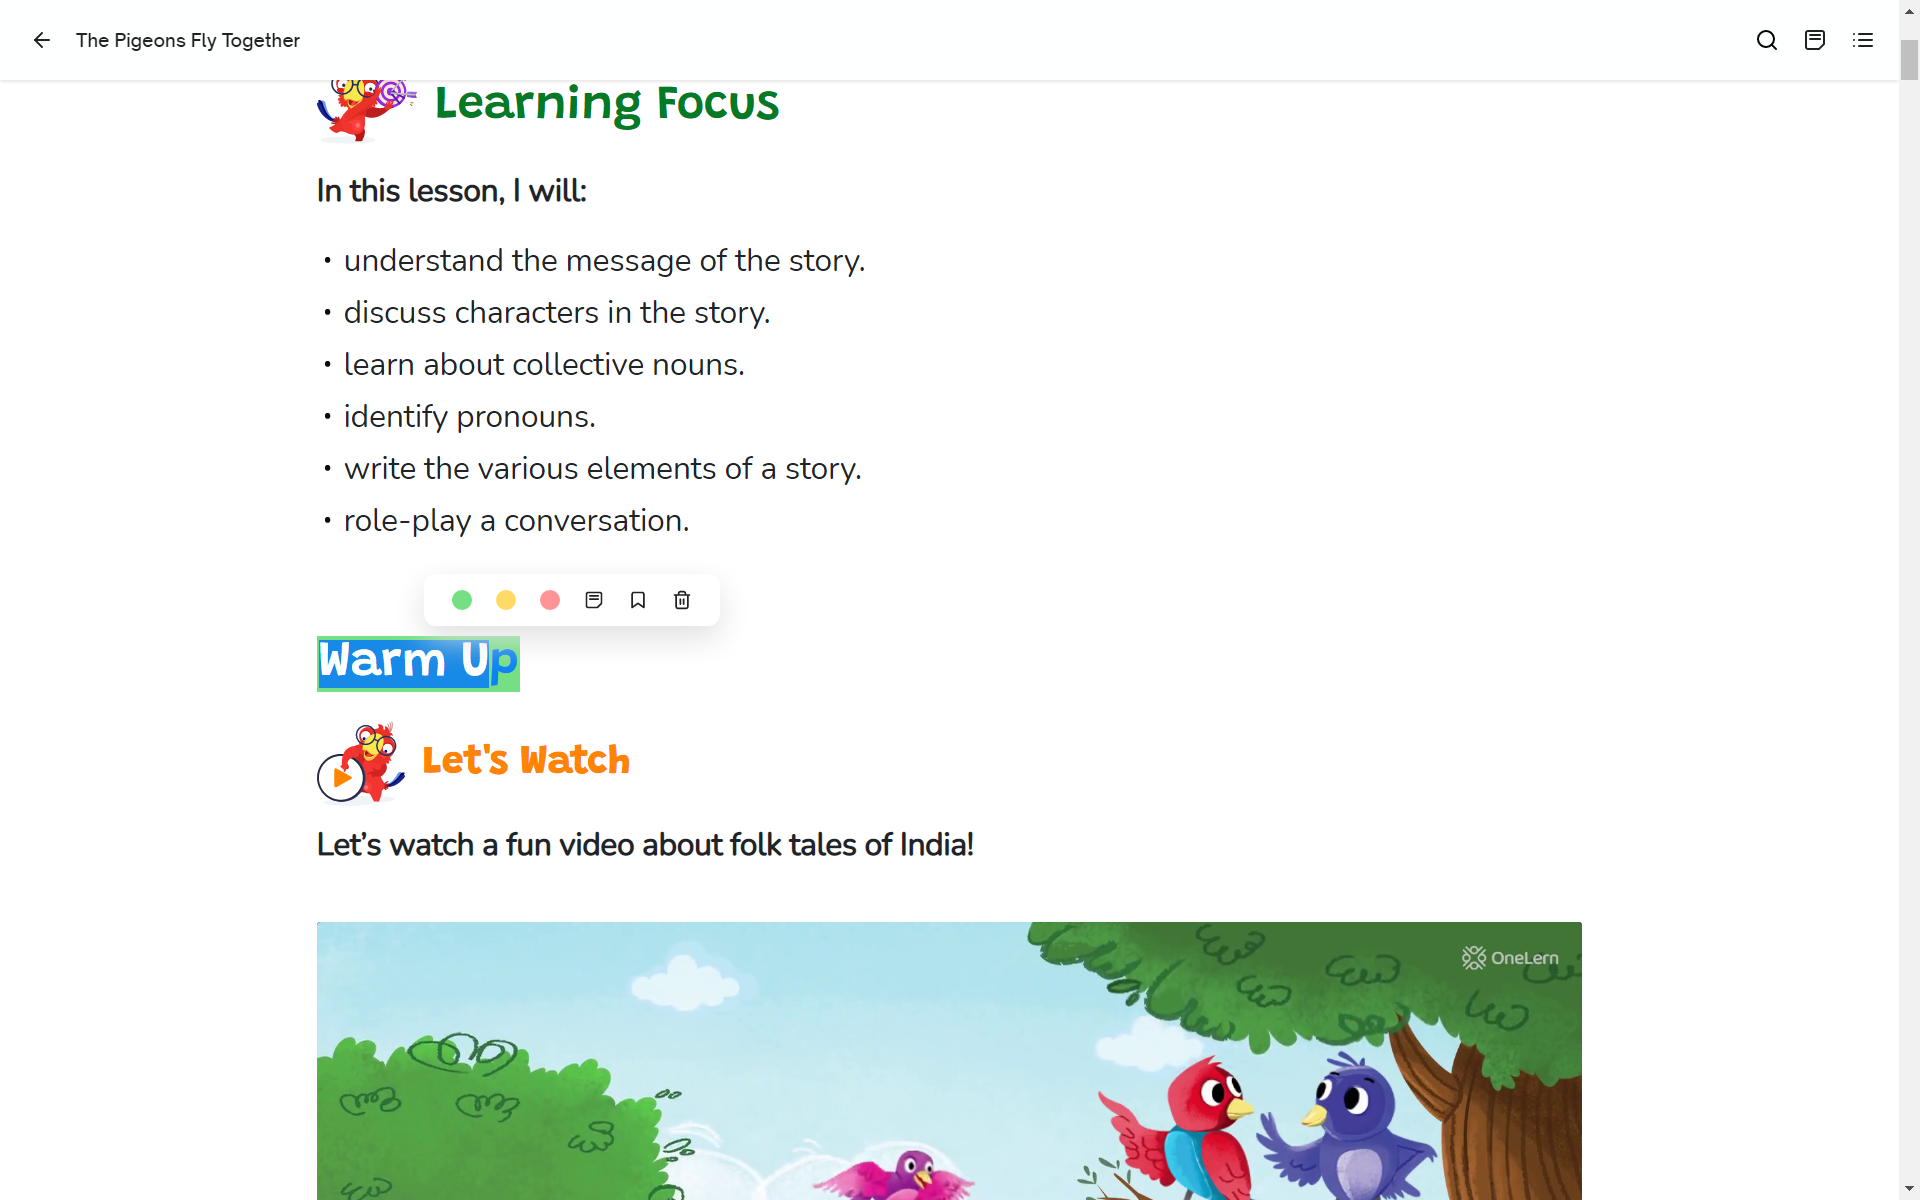 The Pigeons Fly Together
Learning Focus
In this lesson, I will:
• understand the message of the story.
• discuss characters in the story.
• learn about collective nouns.
• identify pronouns.
• write the various elements of a story.
• role-play a conversation.
Warm Up
Let's Watch
Let’s watch a fun video about folk tales of India!
OneLern